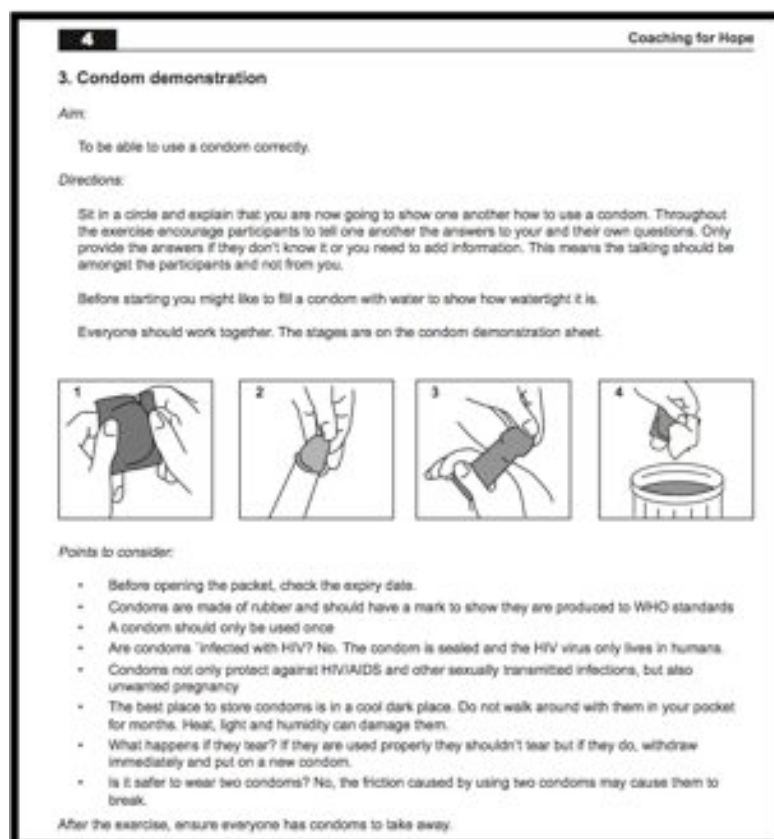 4
Coaching for Hope
3. Condom demonstration
Aim:
To be able to use a condom correctly.
Directions:
Sit in a circle and explain that you are now going to show one another how to use a condom. Throughout
the exercise encourage participants to tell one another the answers to your and their own questions. Only
provide the answers if they don't know it or you need to add information. This means the talking should be
amongst the participants and not from you.
Before starting you might like to fill a condom with water to show how watertight it is.
Everyone should work together. The stages are on the condom demonstration sheet.
1
2
3
4
Points to consider:
• Before opening the packet, check the expiry date.
• Condoms are made of rubber and should have a mark to show they are produced to WHO standards
• A condom should only be used once
• Are condoms "infected with HIV? No. The condom is sealed and the HIV virus only lives in humans.
• Condoms not only protect against HIV/AIDS and other sexually transmitted infections, but also
unwanted pregnancy
• The best place to store condoms is in a cool dark place. Do not walk around with them in your pocket
for months. Heat, light and humidity can damage them.
• What happens if they tear? If they are used properly they shouldn't tear but if they do, withdraw
immediately and put on a new condom.
• Is it safer to wear two condoms? No, the friction caused by using two condoms may cause them to
break.
After the exercise, ensure everyone has condoms to take away.